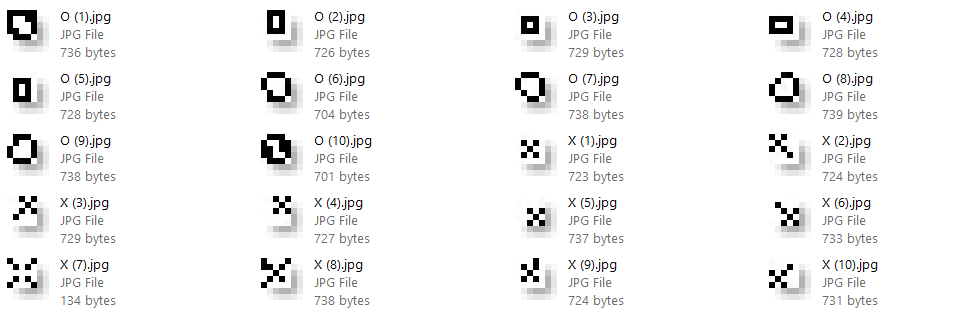 O (1).jpg
JPG File
736 bytes
O (2).jpg
JPG File
726 bytes
O (3).jpg
JPG File
729 bytes
O (4).jpg
JPG File
728 bytes
O (5).jpg
JPG File
728 bytes
O (6).jpg
JPG File
704 bytes
O (7).jpg
JPG File
738 bytes
O (8).jpg
JPG File
739 bytes
O (9).jpg
JPG File
738 bytes
O (10).jpg
JPG File
701 bytes
X (1).jpg
JPG File
723 bytes
X (2).jpg
JPG File
724 bytes
X (3).jpg
JPG File
729 bytes
X (4).jpg
JPG File
727 bytes
X (5).jpg
JPG File
737 bytes
X (6).jpg
JPG File
733 bytes
X (7).jpg
JPG File
134 bytes
X (8).jpg
JPG File
738 bytes
X (9).jpg
JPG File
724 bytes
X (10).jpg
JPG File
731 bytes